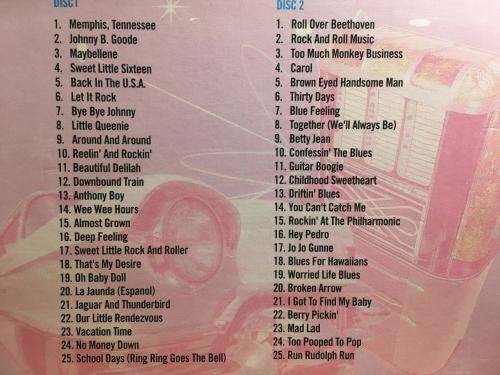 DISC 1
1. Memphis, Tennessee
2. Johnny B. Goode
3. Maybellene
4. Sweet Little Sixteen
5. Back In The U.S.A.
6. Let It Rock
7. Bye Bye Johnny
8. Little Queenie
9. Around And Around
10. Reelin' And Rockin'
11. Beautiful Delilah
12. Downbound Train
13. Anthony Boy
14. Wee Wee Hours
15. Almost Grown
16. Deep Feeling
17. Sweet Little Rock and Roller
18. That's My Desire
19. Oh Baby Doll
20. La Jaunda (Espanol)
21. Jaguar And Thunderbird
22. Our Little Rendezvous
23. Vacation Time
24. No Money Down
25. School Days (Ring Ring Goes The Bell)
DISC 2
1. Roll Over Beethoven
2. Rock And Roll Music
3. Too Much Monkey Business
4. Carol
5. Brown Eyed Handsome Man
6. Thirty Days
7. Blue Feeling
8. Together (We'll Always Be)
9. Betty Jean
10. Confessin' The Blues
11. Guitar Boogie
12. Childhood Sweetheart
13. Driftin' Blues
14. You Can't Catch Me
15. Rockin' At The Philharmonic
16. Hey Pedro
17. Jo Jo Gunne
18. Blues For Hawaiians
19. Worried Life Blues
20. Broken Arrow
21. I Got To Find My Baby
22. Berry Pickin'
23. Mad Lad
24. Too Pooped To Pop
25. Run Rudolph Run